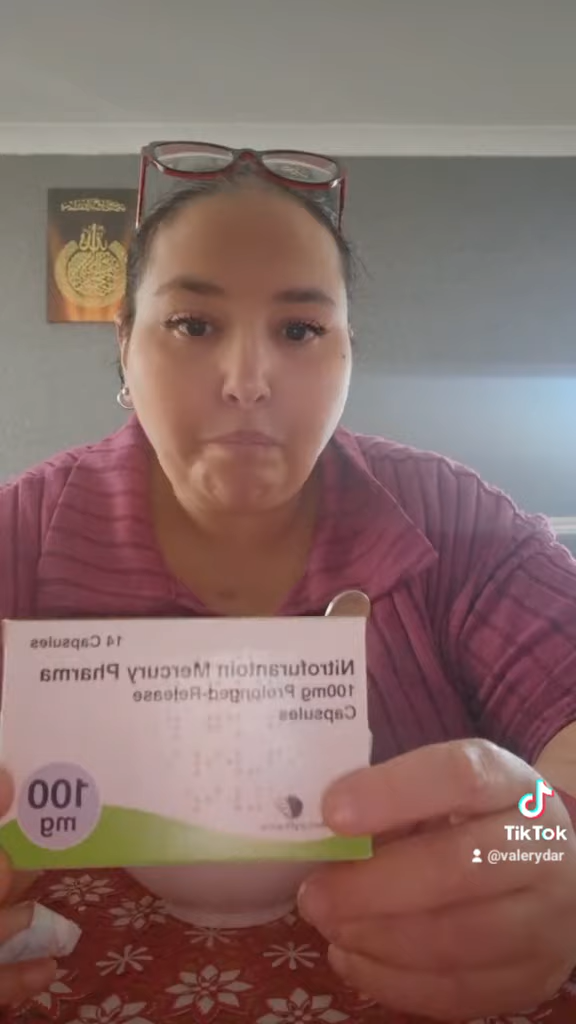 14 Capsules
Nitrofurantoin Mercury Pharma
100mg Prolonged-Release
Capsules
100
mg
TikTok
@valerydar